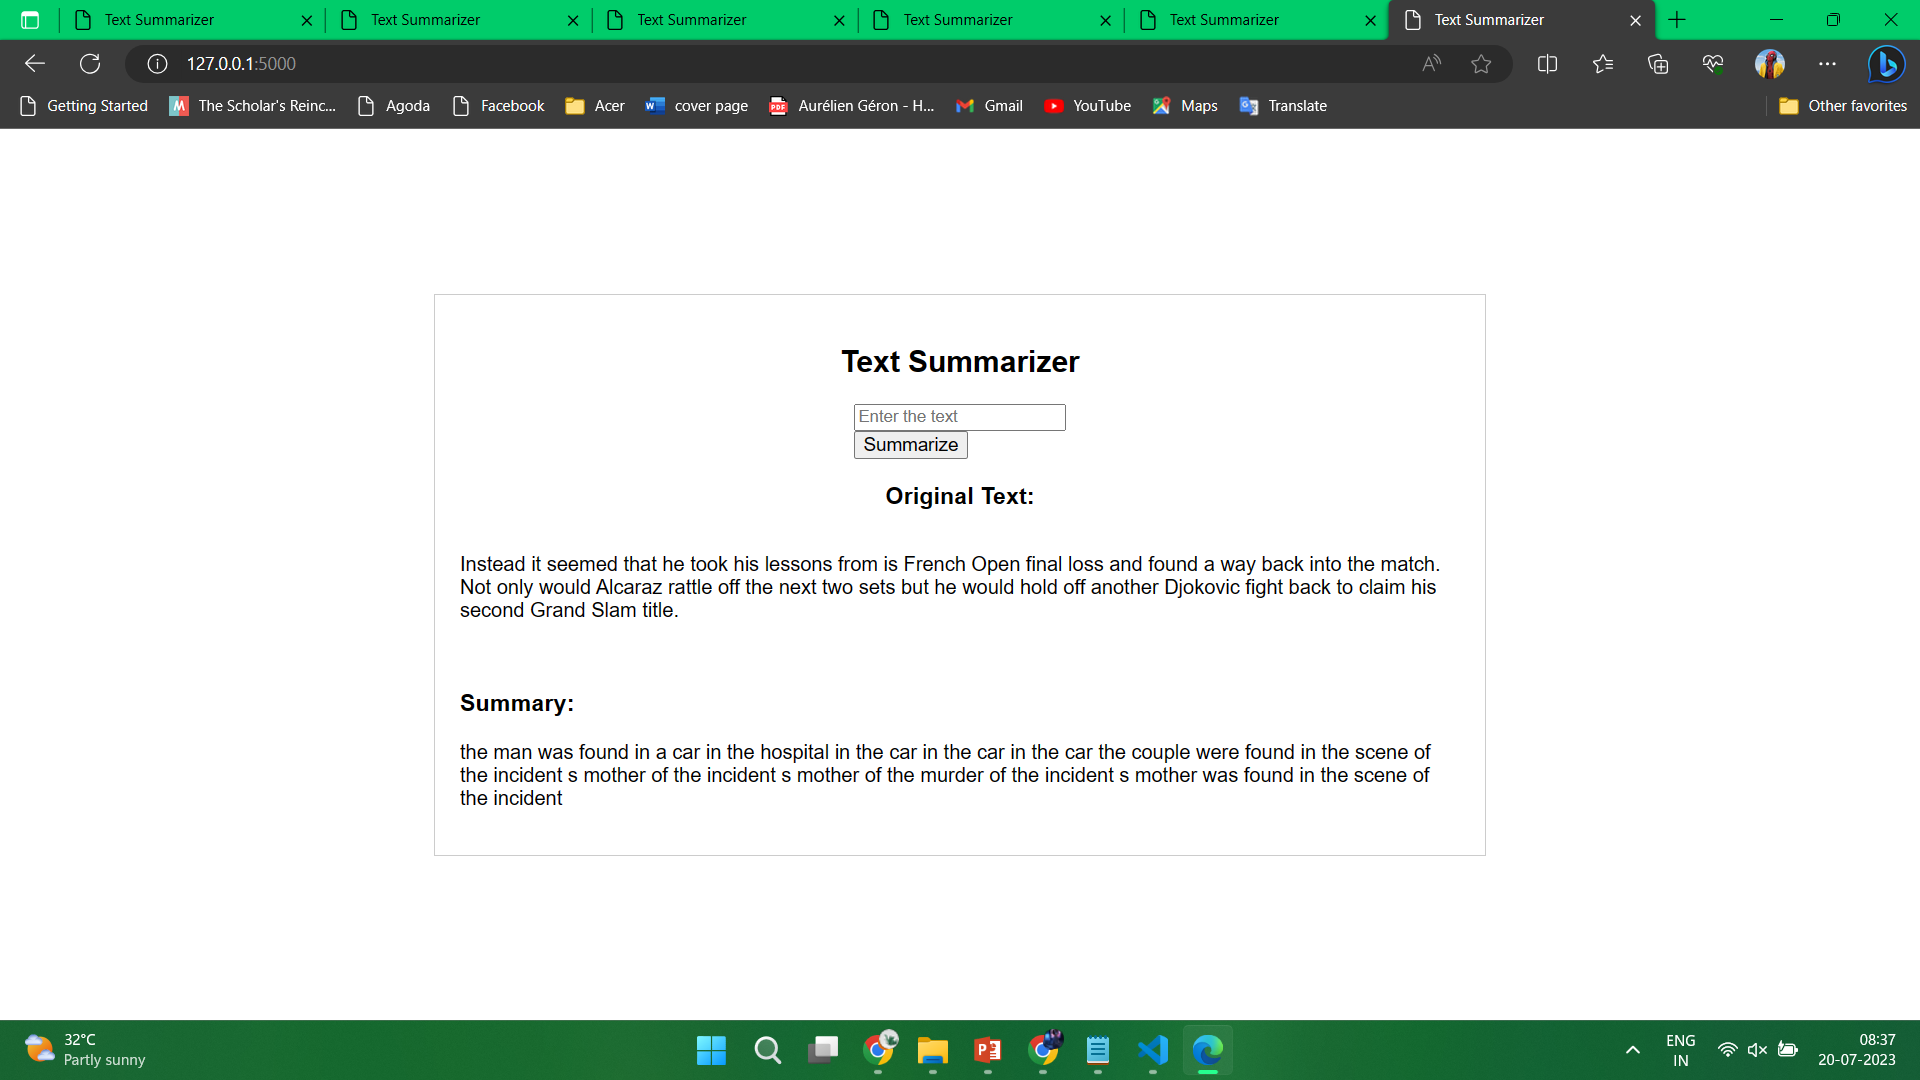 Text Summarizer Text Summarizer Text Summarizer Text Summarizer Text Summarizer Text Summarizer
127.0.0.1:5000
Getting Started The Scholar's Reinc... Agoda Facebook Acer cover page Aurélien Géron - H... Gmail YouTube Maps Translate Other favorites
Text Summarizer
Enter the text
Summarize
Original Text:
Instead it seemed that he took his lessons from is French Open final loss and found a way back into the match.
Not only would Alcaraz rattle off the next two sets but he would hold off another Djokovic fight back to claim his
second Grand Slam title.
Summary:
the man was found in a car in the hospital in the car in the car in the car the couple were found in the scene of
the incident s mother of the incident s mother of the murder of the incident s mother was found in the scene of
the incident
32°C
Partly sunny
ENG
IN
08:37
20-07-2023